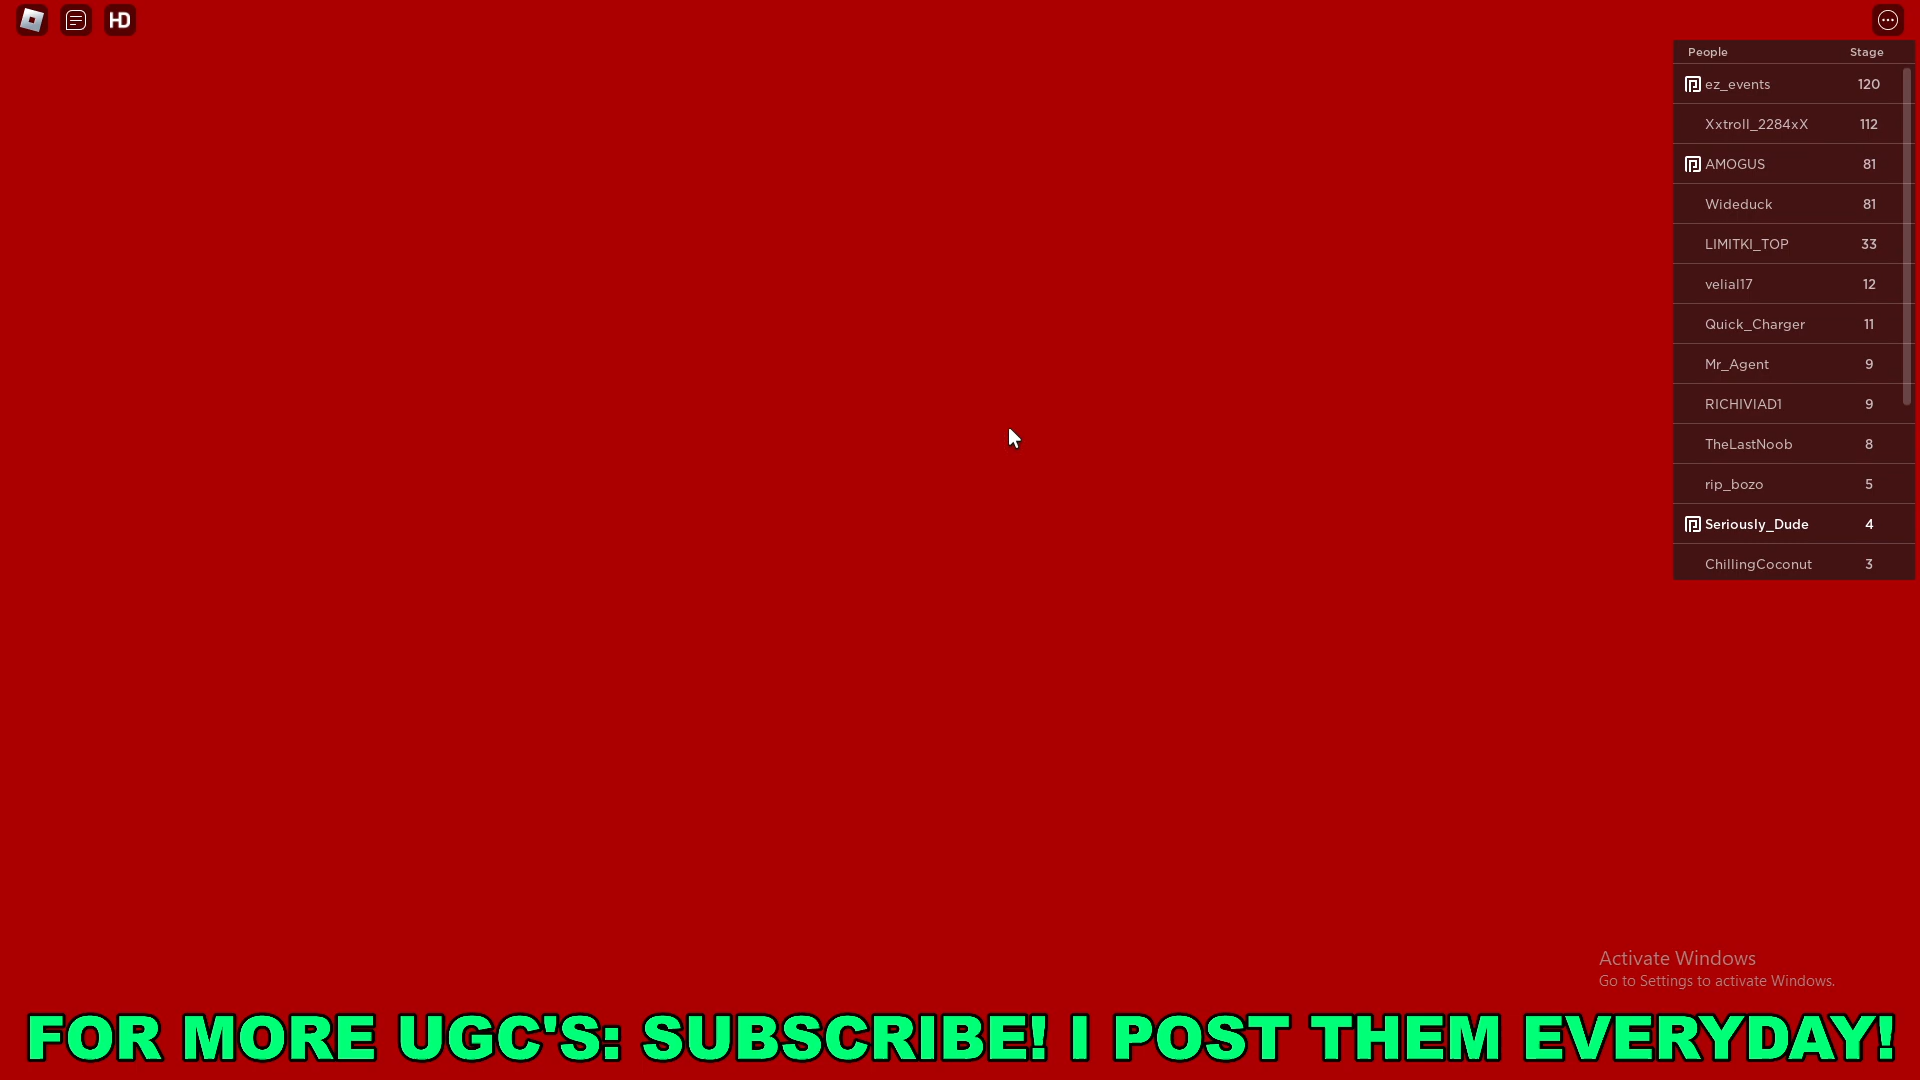 HD
People Stage
ez_events 120
Xxtroll_2284xX 112
AMOGUS 81
Wideduck 81
LIMITKI_TOP 33
velial17 12
Quick_Charger 11
Mr_Agent 9
RICHIVIAD1 9
TheLastNoob 8
rip_bozo 5
Seriously_Dude 4
ChillingCoconut 3
Activate Windows
Go to Settings to activate Windows.
FOR MORE UGC'S: SUBSCRIBE! I POST THEM EVERYDAY!